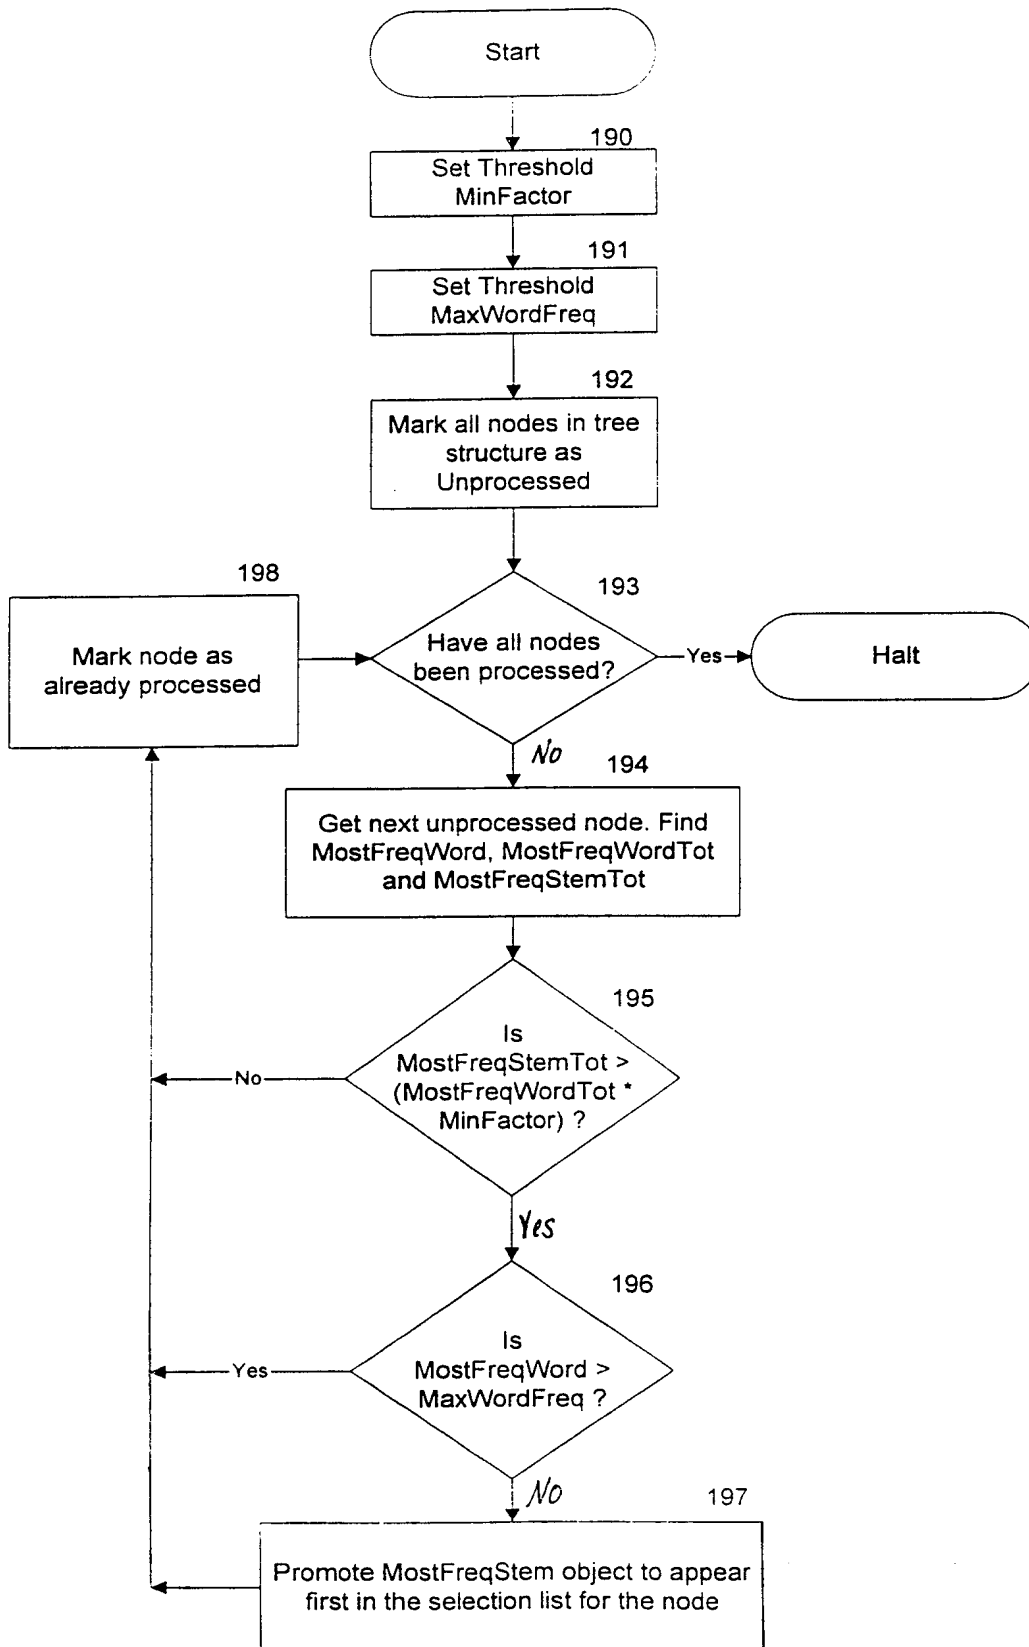 Start
190
Set Threshold
MinFactor
191
Set Threshold
MaxWordFreq
192
Mark all nodes in tree
structure as
Unprocessed
198
Mark node as
already processed
193
Have all nodes
been processed?
Yes
Halt
No
194
Get next unprocessed node. Find
MostFreqWord, MostFreqWordTot
and MostFreqStemTot
195
Is
MostFreqStemTot >
(MostFreqWordTot *
MinFactor) ?
No
Yes
196
Is
MostFreqWord >
MaxWordFreq ?
Yes
NO
197
Promote MostFreqStem object to appear
first in the selection list for the node